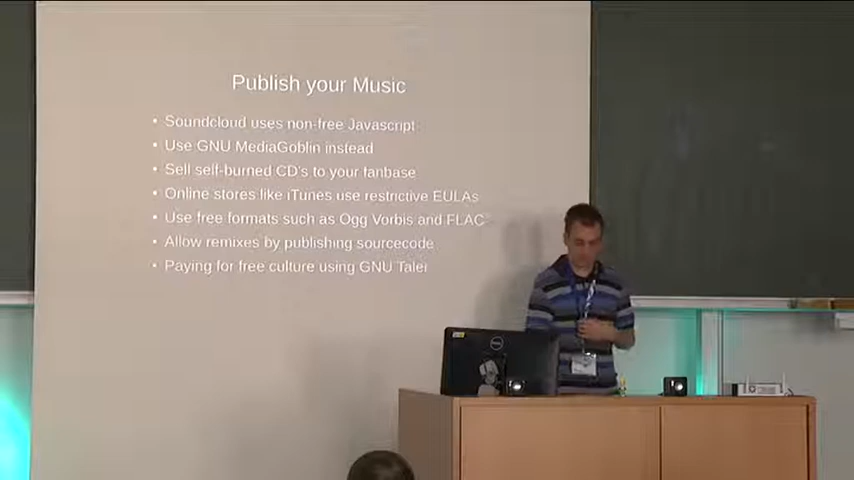 Publish your Music
• Soundcloud uses non-free Javascript
• Use GNU MediaGoblin instead
• Sell self-burned CD's to your fanbase
• Online stores like iTunes use restrictive EULAs
• Use free formats such as Ogg Vorbis and FLAC
• Allow remixes by publishing sourcecode
• Paying for free culture using GNU Taler